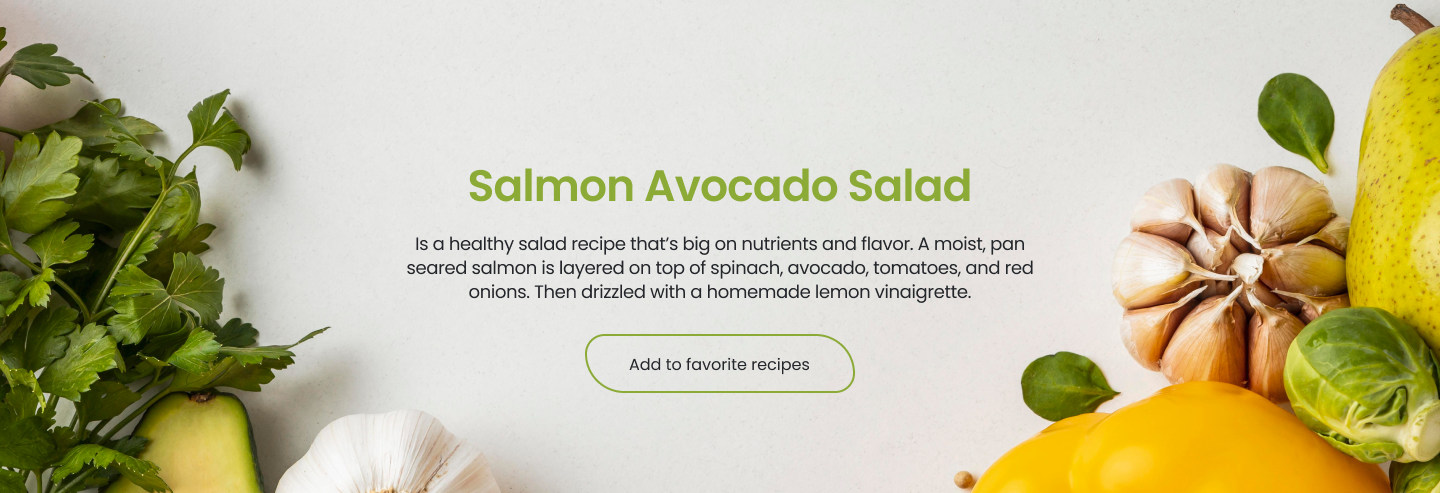 Salmon Avocado Salad
Is a healthy salad recipe that’s big on nutrients and flavor. A moist, pan
seared salmon is layered on top of spinach, avocado, tomatoes, and red
onions. Then drizzled with a homemade lemon vinaigrette.
Add to favorite recipes